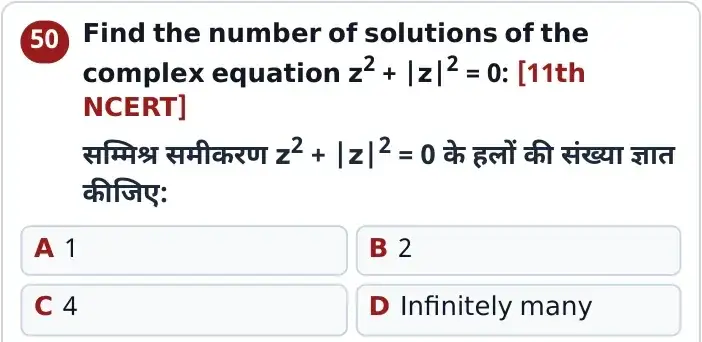 50 Find the number of solutions of the
complex equation z² + |z|² = 0: [11th
NCERT]
सम्मिश्र समीकरण z² + |z|² = 0 के हलों की संख्या ज्ञात
कीजिए:
A 1 B 2
C 4 D Infinitely many